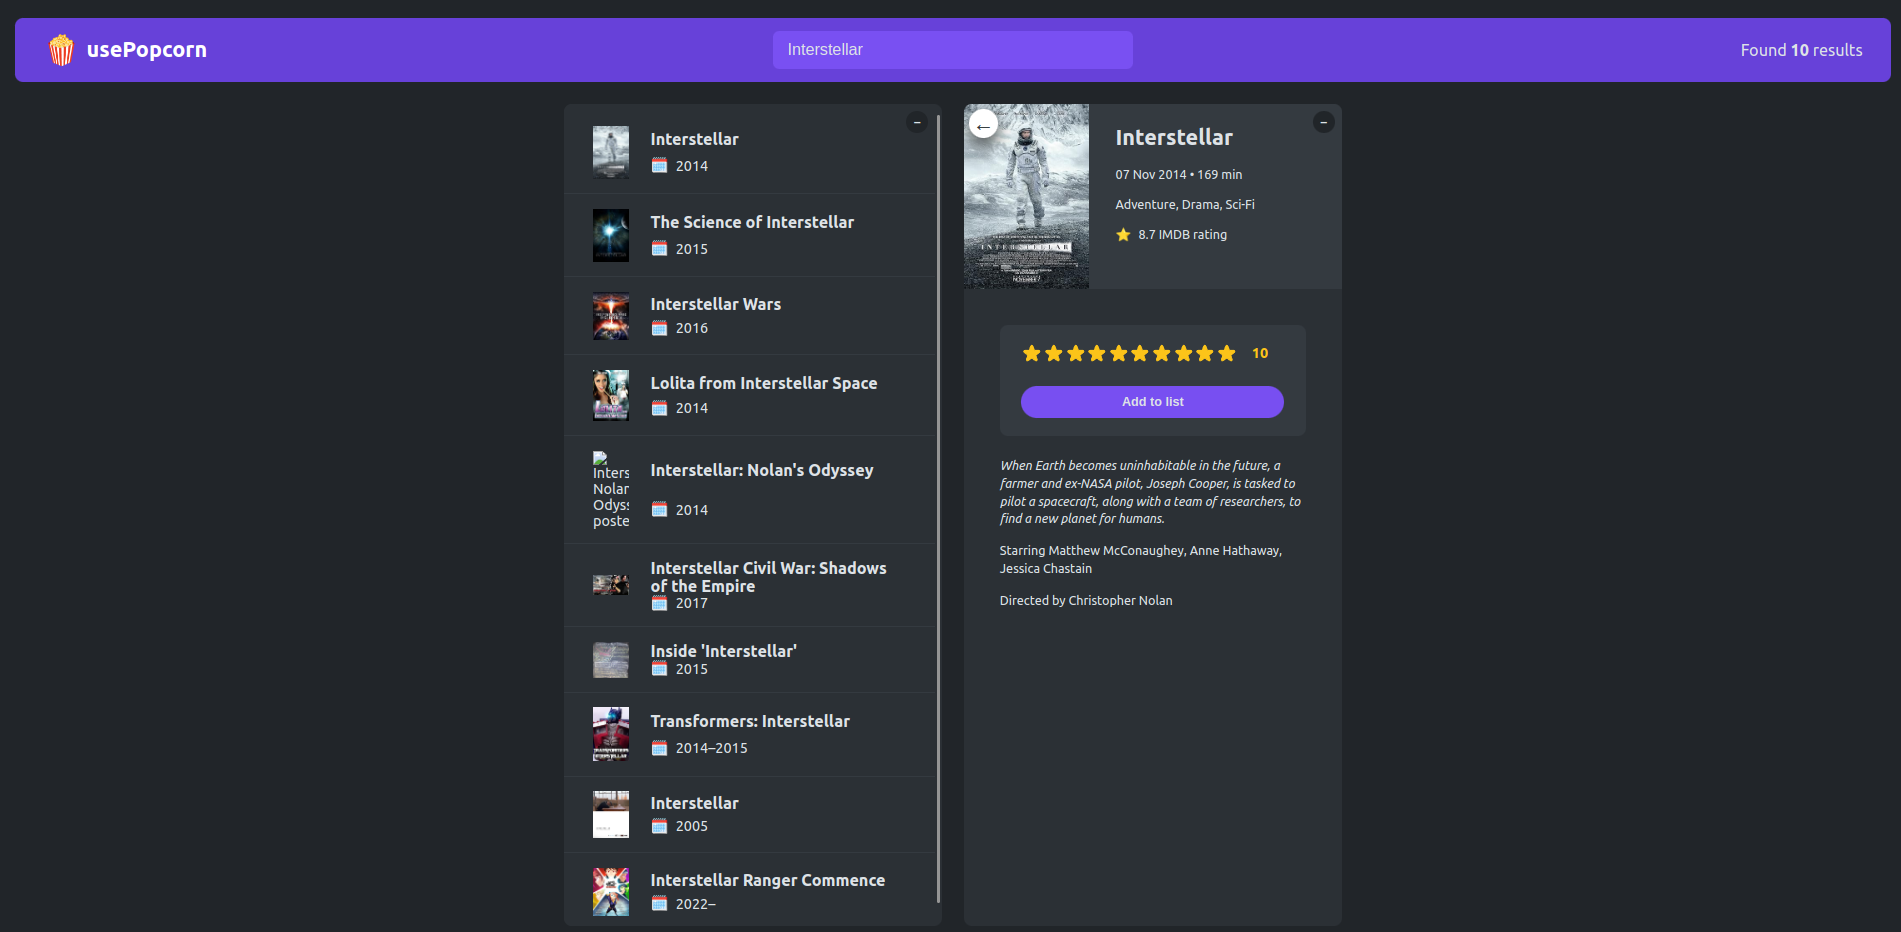 usePopcorn
Interstellar
Found 10 results
Interstellar
2014
The Science of Interstellar
2015
Interstellar Wars
2016
Lolita from Interstellar Space
2014
Inters
Nolan
Odyss
poste
Interstellar: Nolan's Odyssey
2014
Interstellar Civil War: Shadows
of the Empire
2017
Inside 'Interstellar'
2015
Transformers: Interstellar
2014–2015
Interstellar
2005
Interstellar Ranger Commence
2022–
←
INTERSTELLAR
Interstellar
07 Nov 2014 • 169 min
Adventure, Drama, Sci-Fi
8.7 IMDB rating
10
Add to list
When Earth becomes uninhabitable in the future, a
farmer and ex-NASA pilot, Joseph Cooper, is tasked to
pilot a spacecraft, along with a team of researchers, to
find a new planet for humans.
Starring Matthew McConaughey, Anne Hathaway,
Jessica Chastain
Directed by Christopher Nolan